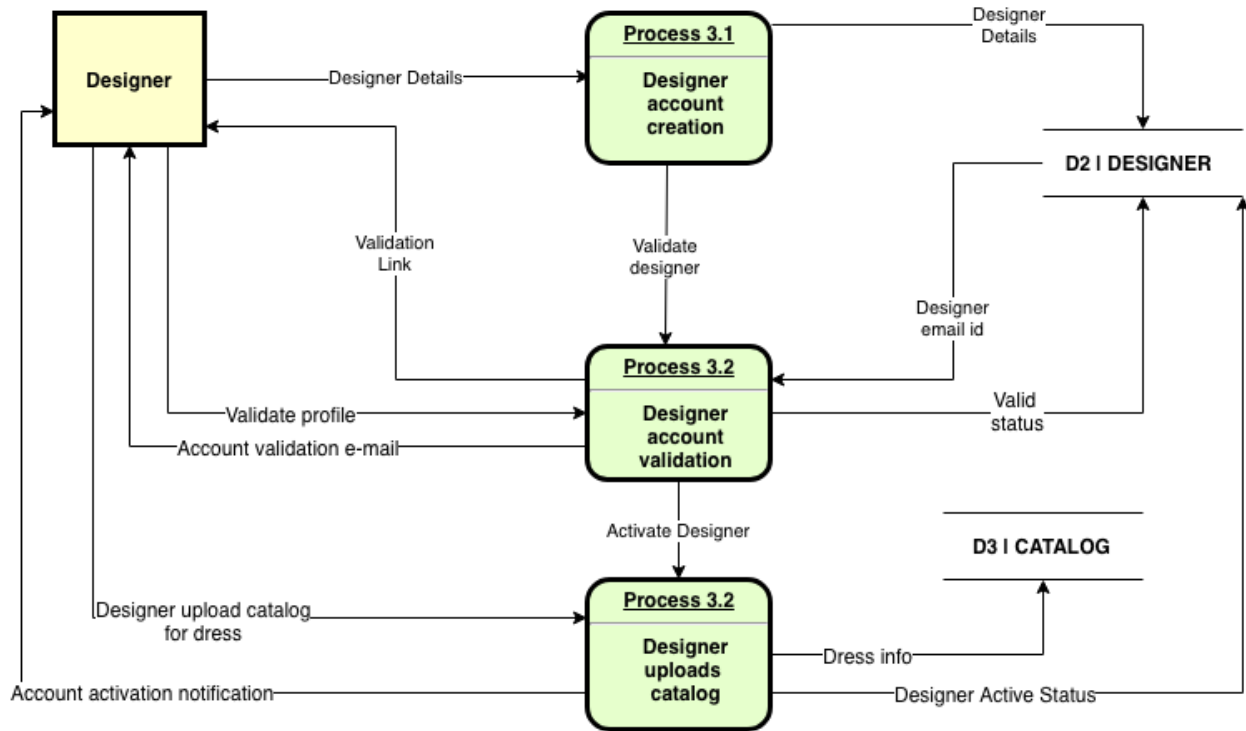 Designer
Details
Process 3.1
Designer
Designer Details
Designer
account
creation
D2 I DESIGNER
Validation
Link
Validate
designer
Designer
email id
Process 3.2
Validate profile
Valid
status
Designer
account
validation
Account validation e-mail
Activate Designer
D3 I CATALOG
Process 3.2
Designer upload catalog
for dress
Designer
uploads
catalog
Dress info
Account activation notification
Designer Active Status